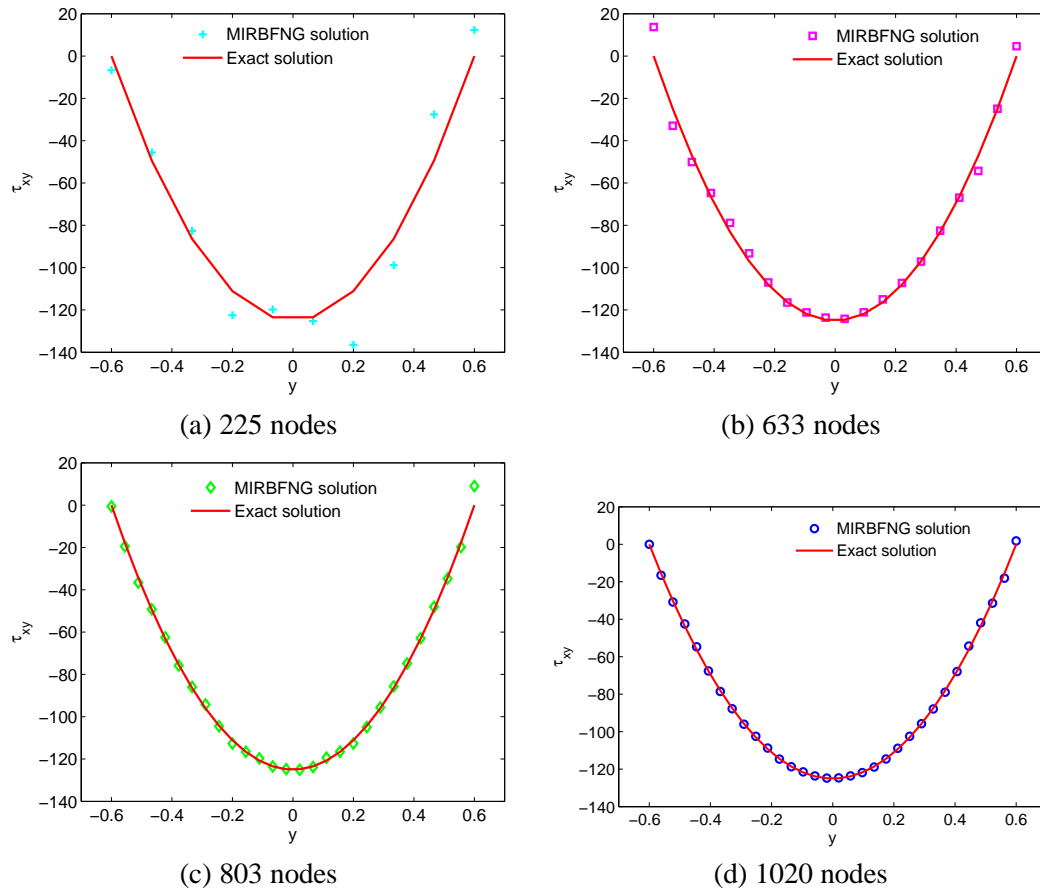 20
0
−20
−40
−60
−80
−100
−120
−140
−0.6 −0.4 −0.2 0 0.2 0.4 0.6
y
τxy
MIRBFNG solution
Exact solution
(a) 225 nodes
20
0
−20
−40
−60
−80
−100
−120
−140
−0.6 −0.4 −0.2 0 0.2 0.4 0.6
y
τxy
MIRBFNG solution
Exact solution
(b) 633 nodes
20
0
−20
−40
−60
−80
−100
−120
−140
−0.6 −0.4 −0.2 0 0.2 0.4 0.6
y
τxy
MIRBFNG solution
Exact solution
(c) 803 nodes
20
0
−20
−40
−60
−80
−100
−120
−140
−0.6 −0.4 −0.2 0 0.2 0.4 0.6
y
τxy
MIRBFNG solution
Exact solution
(d) 1020 nodes